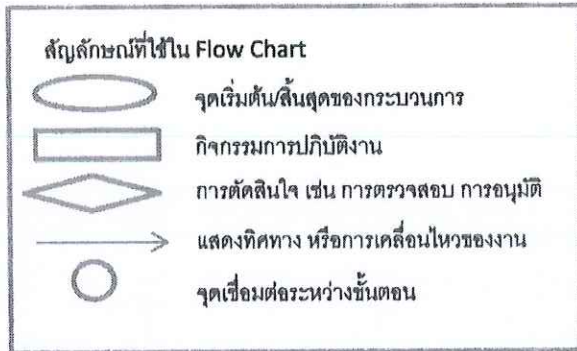 สัญลักษณ์ที่ใช้ใน Flow Chart
จุดเริ่มต้น/สิ้นสุดของกระบวนการ
กิจกรรมการปฏิบัติงาน
การตัดสินใจ เช่น การตรวจสอบ การอนุมัติ
แสดงทิศทาง หรือการเคลื่อนไหวของงาน
จุดเชื่อมต่อระหว่างขั้นตอน